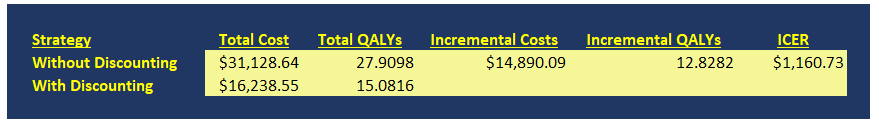 Strategy Total Cost Total QALYs Incremental Costs Incremental QALYs ICER
Without Discounting $31,128.64 27.9098 $14,890.09 12.8282 $1,160.73
With Discounting $16,238.55 15.0816